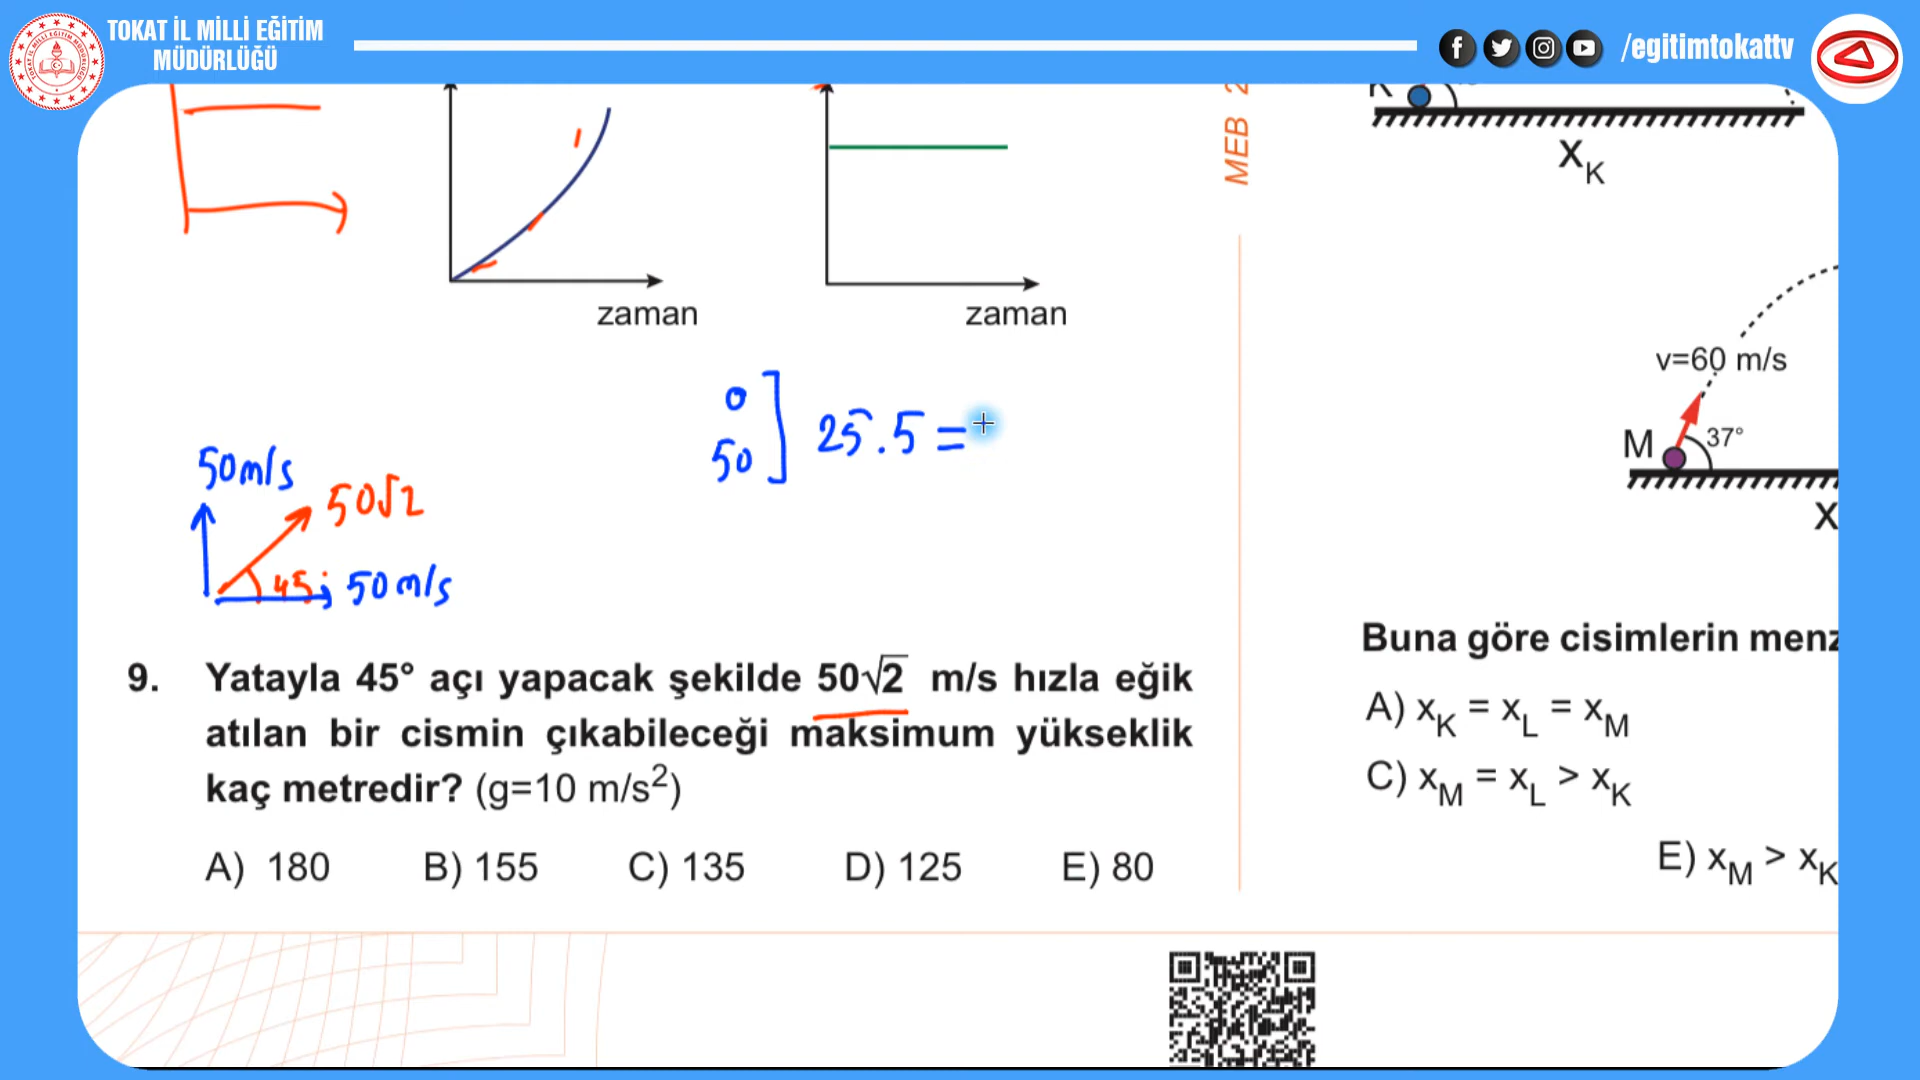 TOKAT İL MİLLİ EĞİTİM
MÜDÜRLÜĞÜ
/egitimtokattv
zaman
zaman
MEB 2
K
X_K
0
50
25.5=
50m/s
50√2
45
50m/s
v=60 m/s
M
37°
X
9. Yatayla 45° açı yapacak şekilde 50√2 m/s hızla eğik
atılan bir cismin çıkabileceği maksimum yükseklik
kaç metredir? (g=10 m/s²)
A) 180 B) 155 C) 135 D) 125 E) 80
Buna göre cisimlerin menz
A) x_K = x_L = x_M
C) x_M = x_L > x_K
E) x_M > x_K